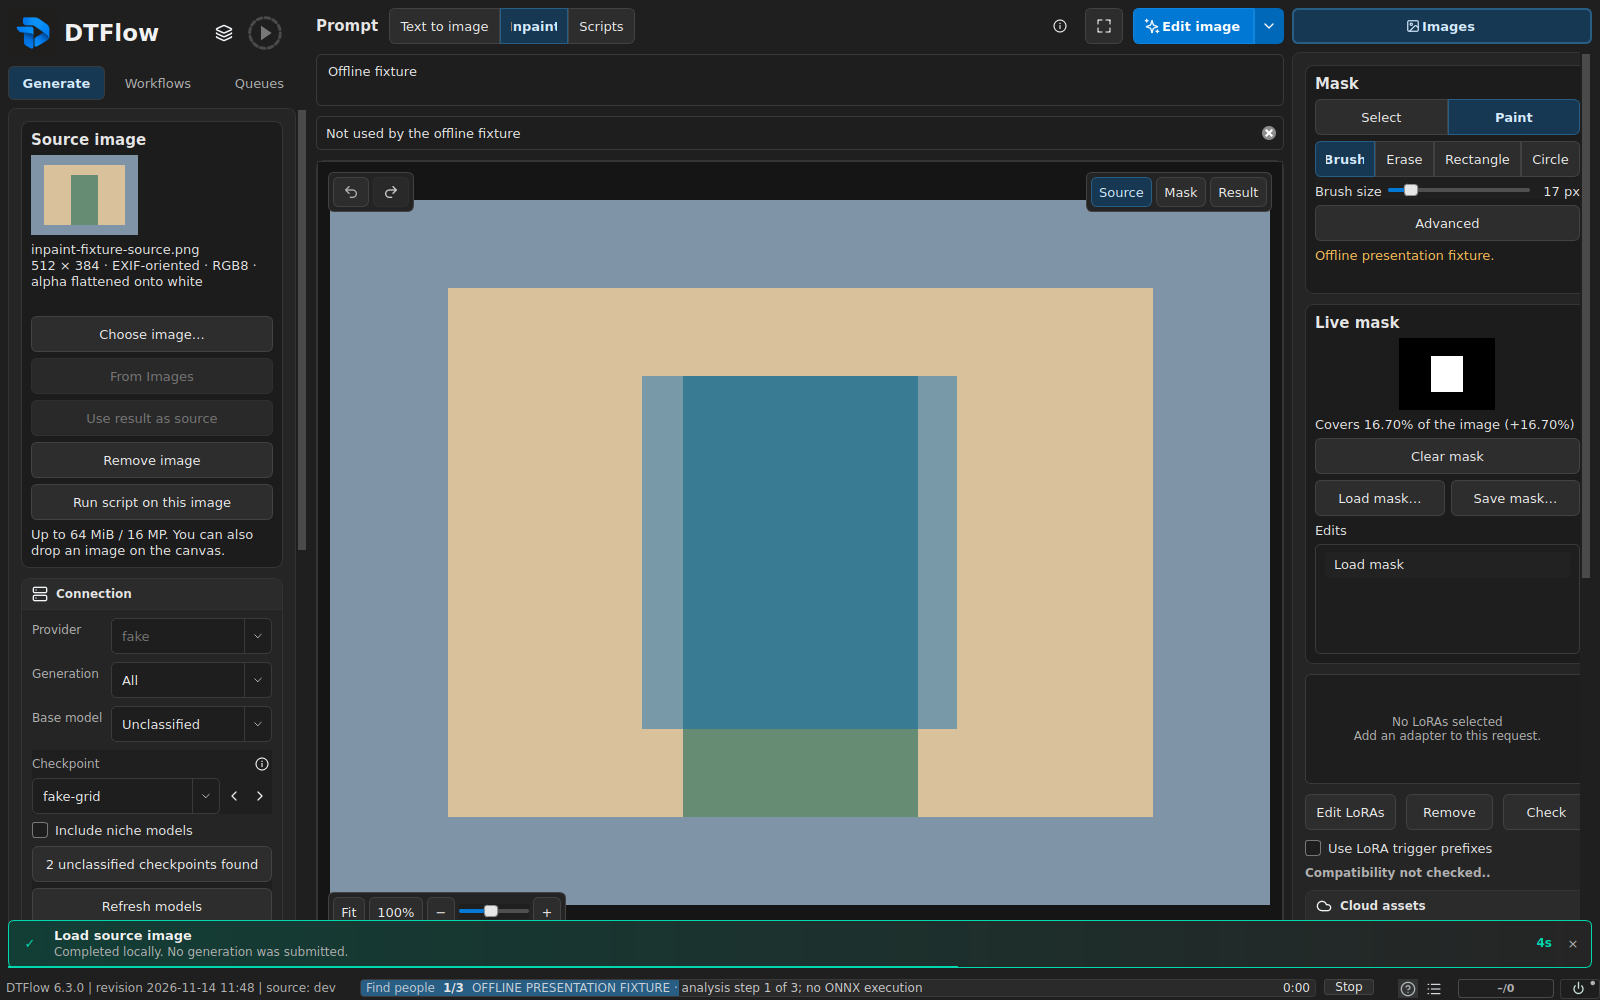 DTFlow
Generate
Workflows
Queues
Source image
inpaint-fixture-source.png
512 × 384 · EXIF-oriented · RGB8 ·
alpha flattened onto white
Choose image...
From Images
Use result as source
Remove image
Run script on this image
Up to 64 MiB / 16 MP. You can also
drop an image on the canvas.
Connection
Provider
fake
Generation
All
Base model
Unclassified
Checkpoint
fake-grid
Include niche models
2 unclassified checkpoints found
Refresh models
Prompt
Text to image
Inpaint
Scripts
Edit image
Offline fixture
Not used by the offline fixture
Source
Mask
Result
Fit
100%
−
+
Images
Mask
Select
Paint
Brush
Erase
Rectangle
Circle
Brush size
17 px
Advanced
Offline presentation fixture.
Live mask
Covers 16.70% of the image (+16.70%)
Clear mask
Load mask...
Save mask...
Edits
Load mask
No LoRAs selected
Add an adapter to this request.
Edit LoRAs
Remove
Check
Use LoRA trigger prefixes
Compatibility not checked..
Cloud assets
Load source image
Completed locally. No generation was submitted.
4s
DTFlow 6.3.0 | revision 2026-11-14 11:48 | source: dev
Find people 1/3 OFFLINE PRESENTATION FIXTURE · analysis step 1 of 3; no ONNX execution
0:00
Stop
–/0